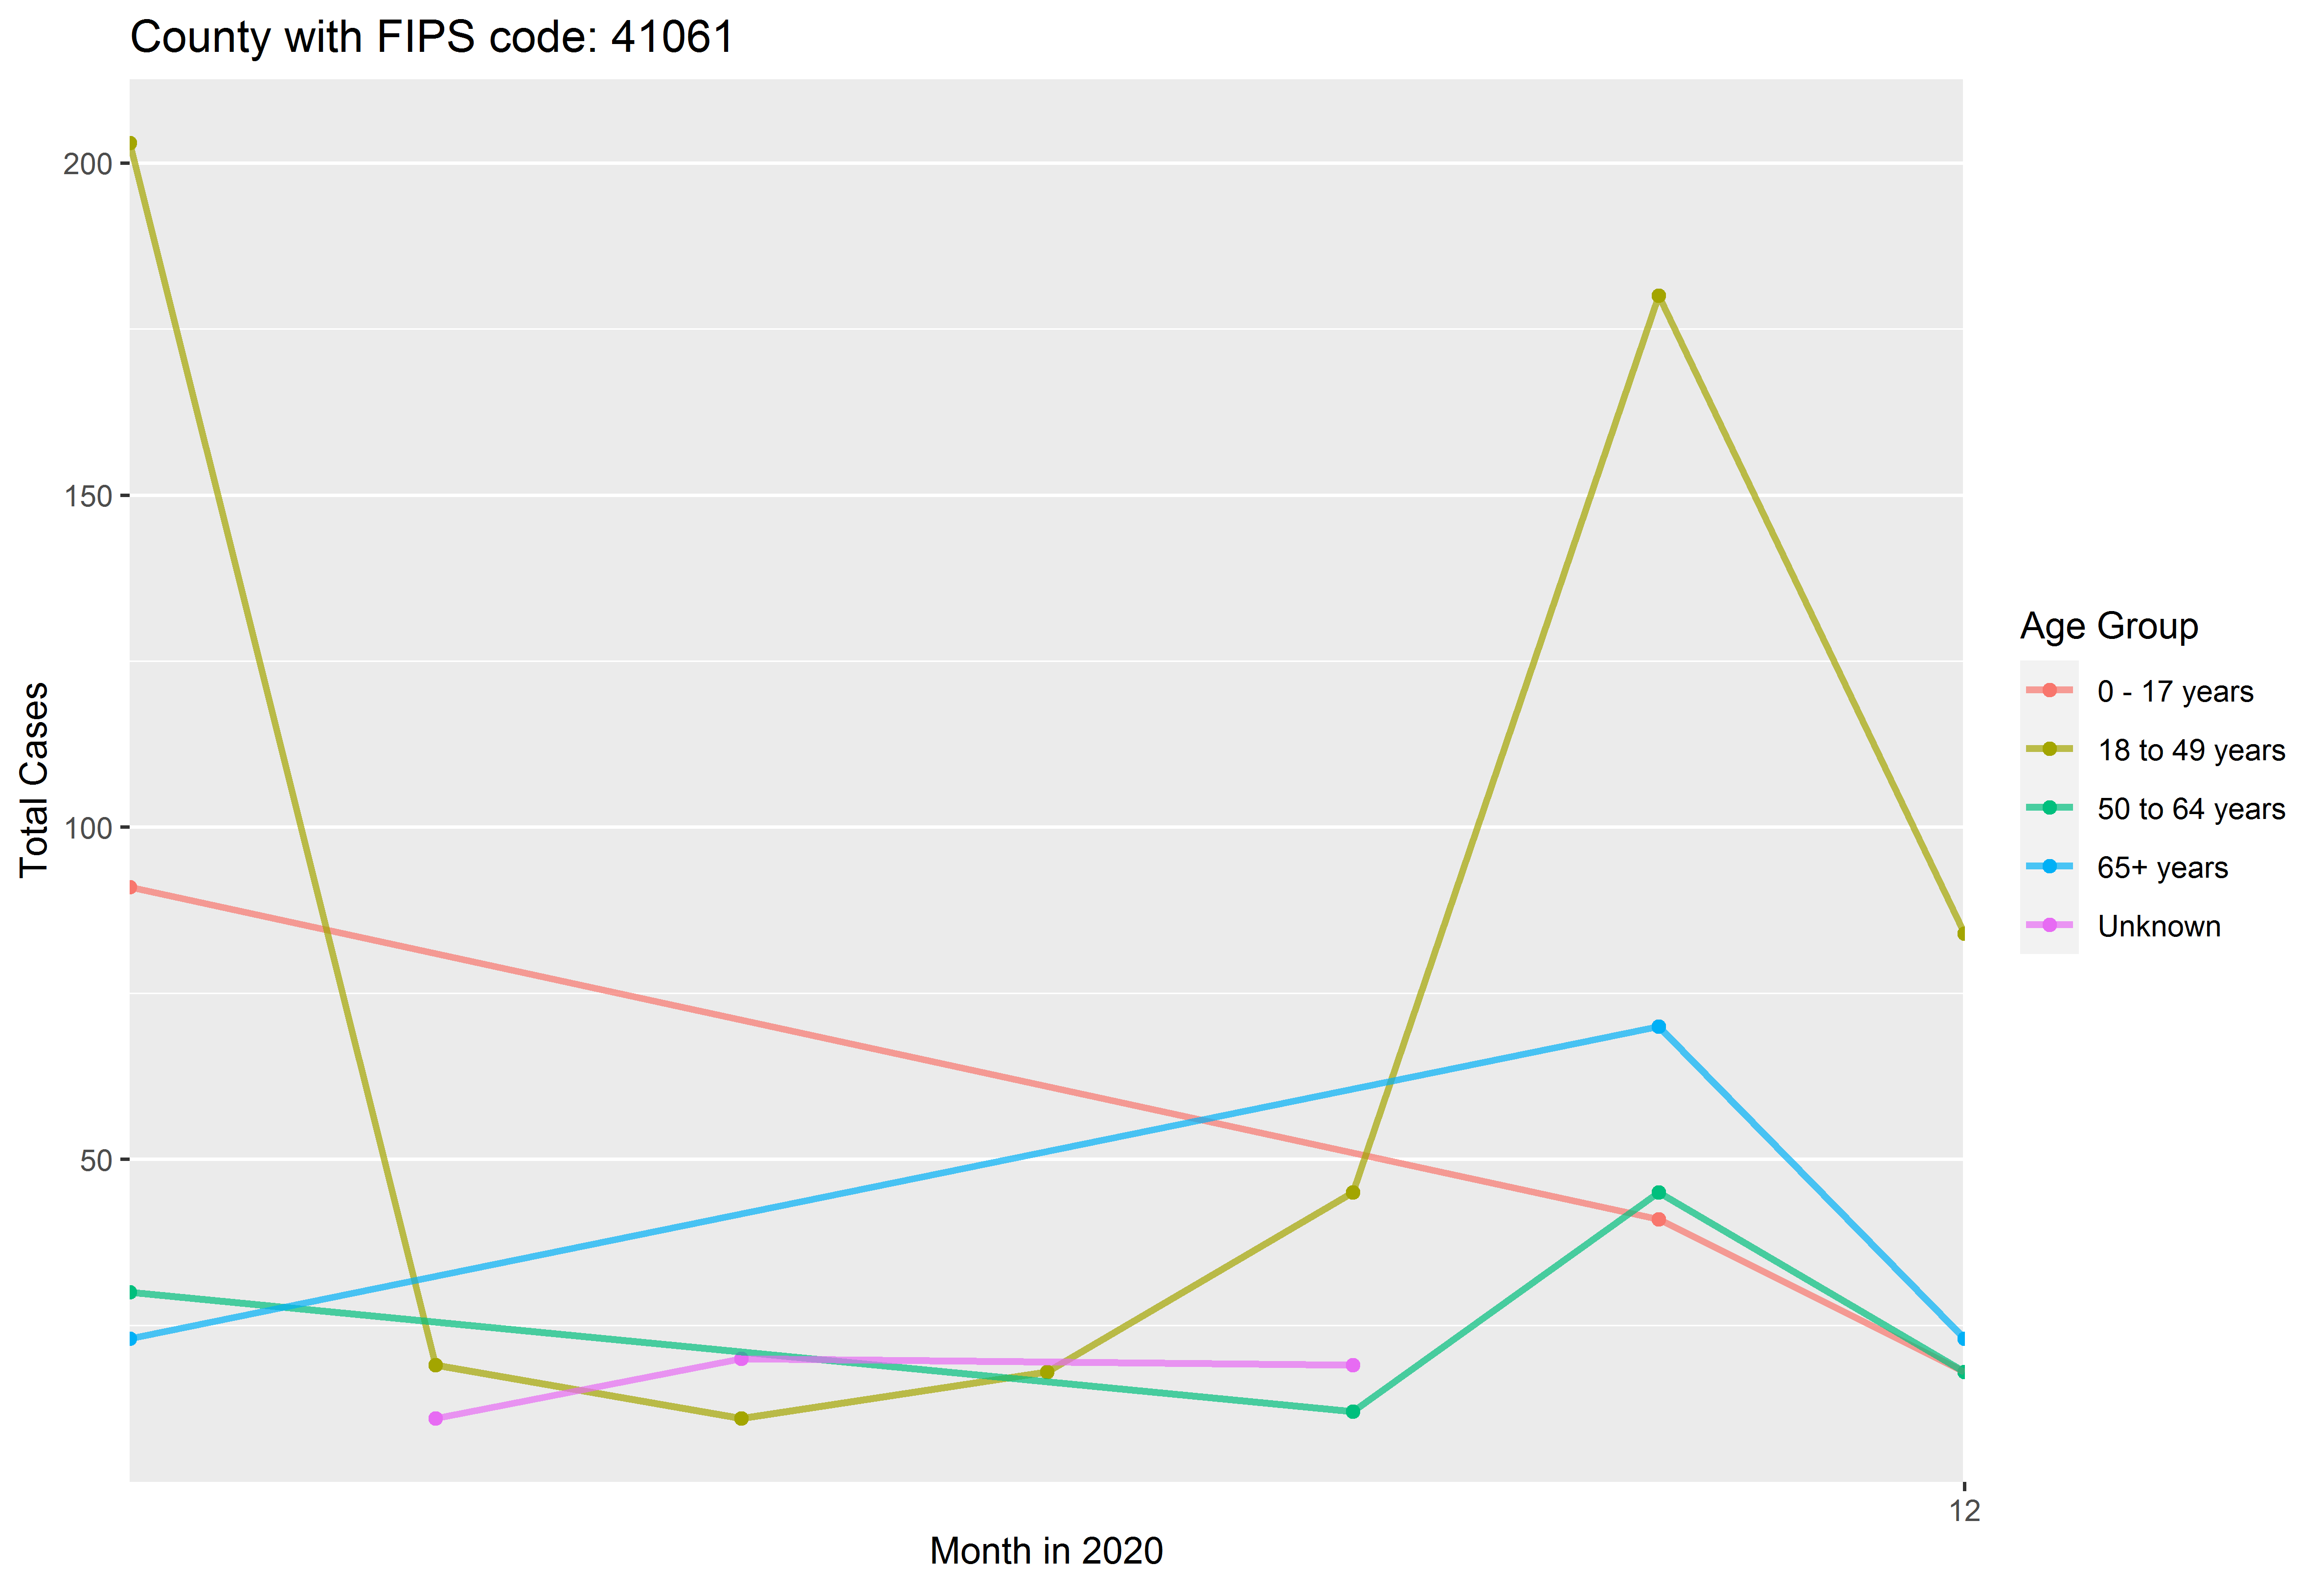 County with FIPS code: 41061
200
150
100
50
Total Cases
12
Month in 2020
Age Group
0 - 17 years
18 to 49 years
50 to 64 years
65+ years
Unknown